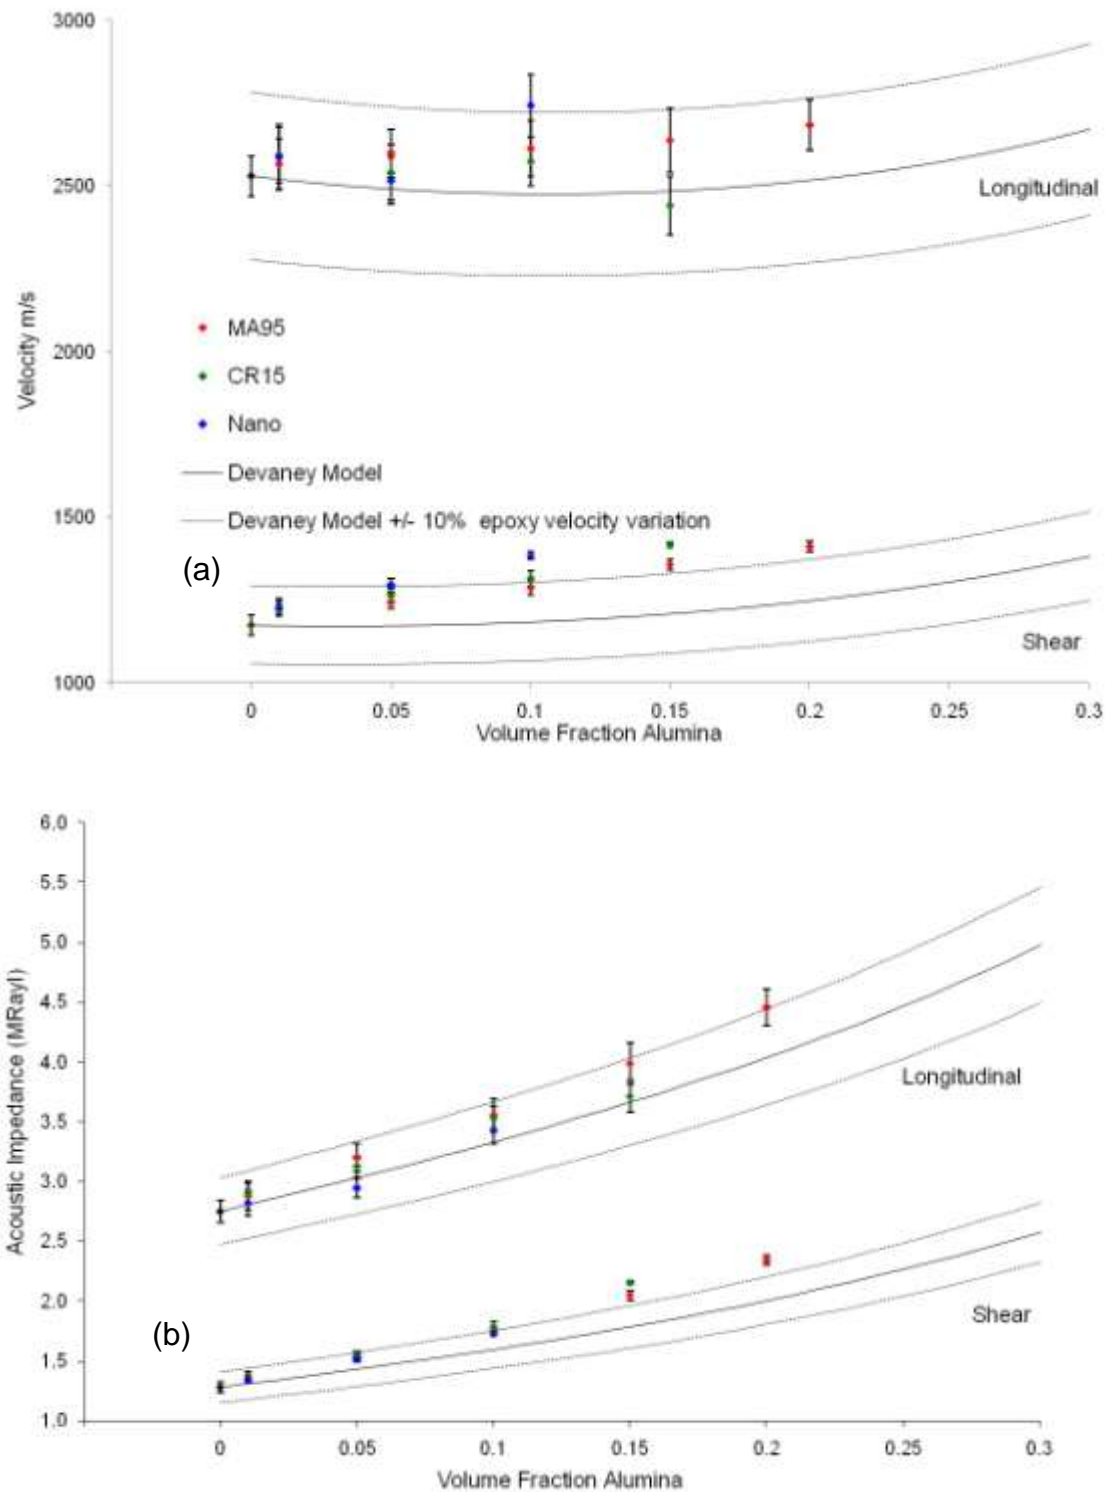 3000
2500
Longitudinal
Velocity m/s
MA95
2000
CR15
Nano
Devaney Model
1500
Devaney Model +/- 10% epoxy velocity variation
(a)
Shear
1000
0 0.05 0.1 0.15 0.2 0.25 0.3
Volume Fraction Alumina
6.0
5.5
5.0
4.5
4.0
Longitudinal
3.5
Acoustic Impedance (MRayl)
3.0
2.5
2.0
Shear
(b)
1.5
1.0
0 0.05 0.1 0.15 0.2 0.25 0.3
Volume Fraction Alumina